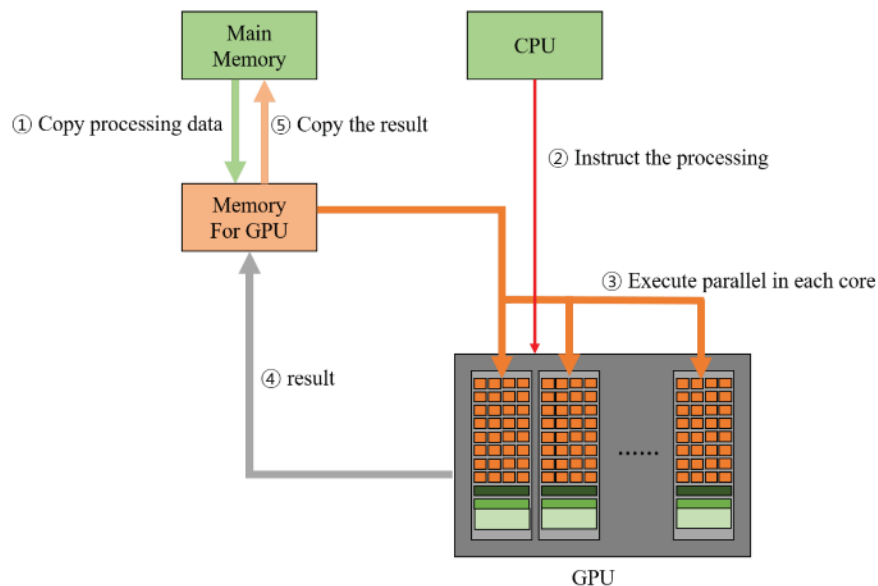 Main
Memory
CPU
① Copy processing data
⑤ Copy the result
② Instruct the processing
Memory
For GPU
③ Execute parallel in each core
④ result
......
GPU